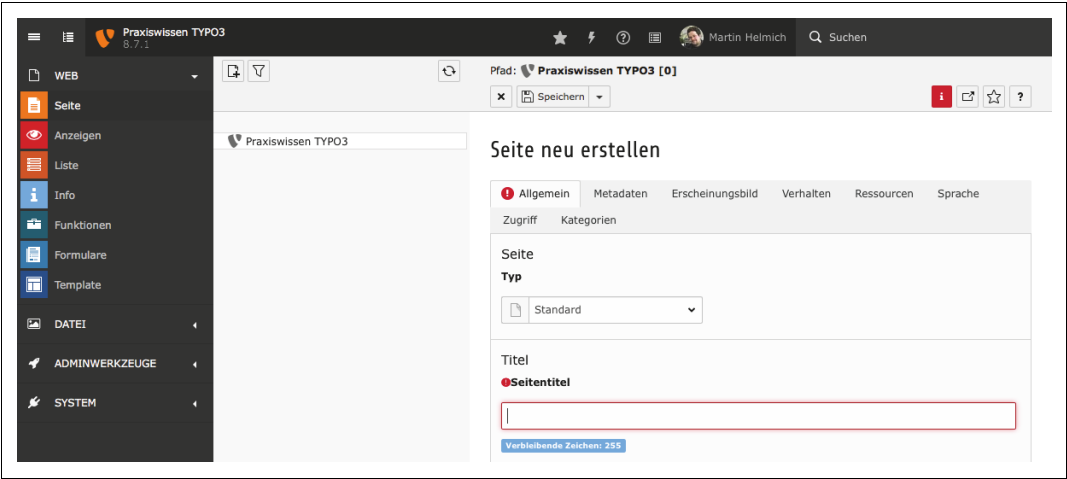 Praxiswissen TYPO3
8.7.1
Martin Helmich
Suchen
WEB
Seite
Anzeigen
Liste
Info
Funktionen
Formulare
Template
DATEI
ADMINWERKZEUGE
SYSTEM
Praxiswissen TYPO3
Pfad: Praxiswissen TYPO3 [0]
Speichern
Seite neu erstellen
Allgemein Metadaten Erscheinungsbild Verhalten Ressourcen Sprache
Zugriff Kategorien
Seite
Typ
Standard
Titel
Seitentitel
Verbleibende Zeichen: 255